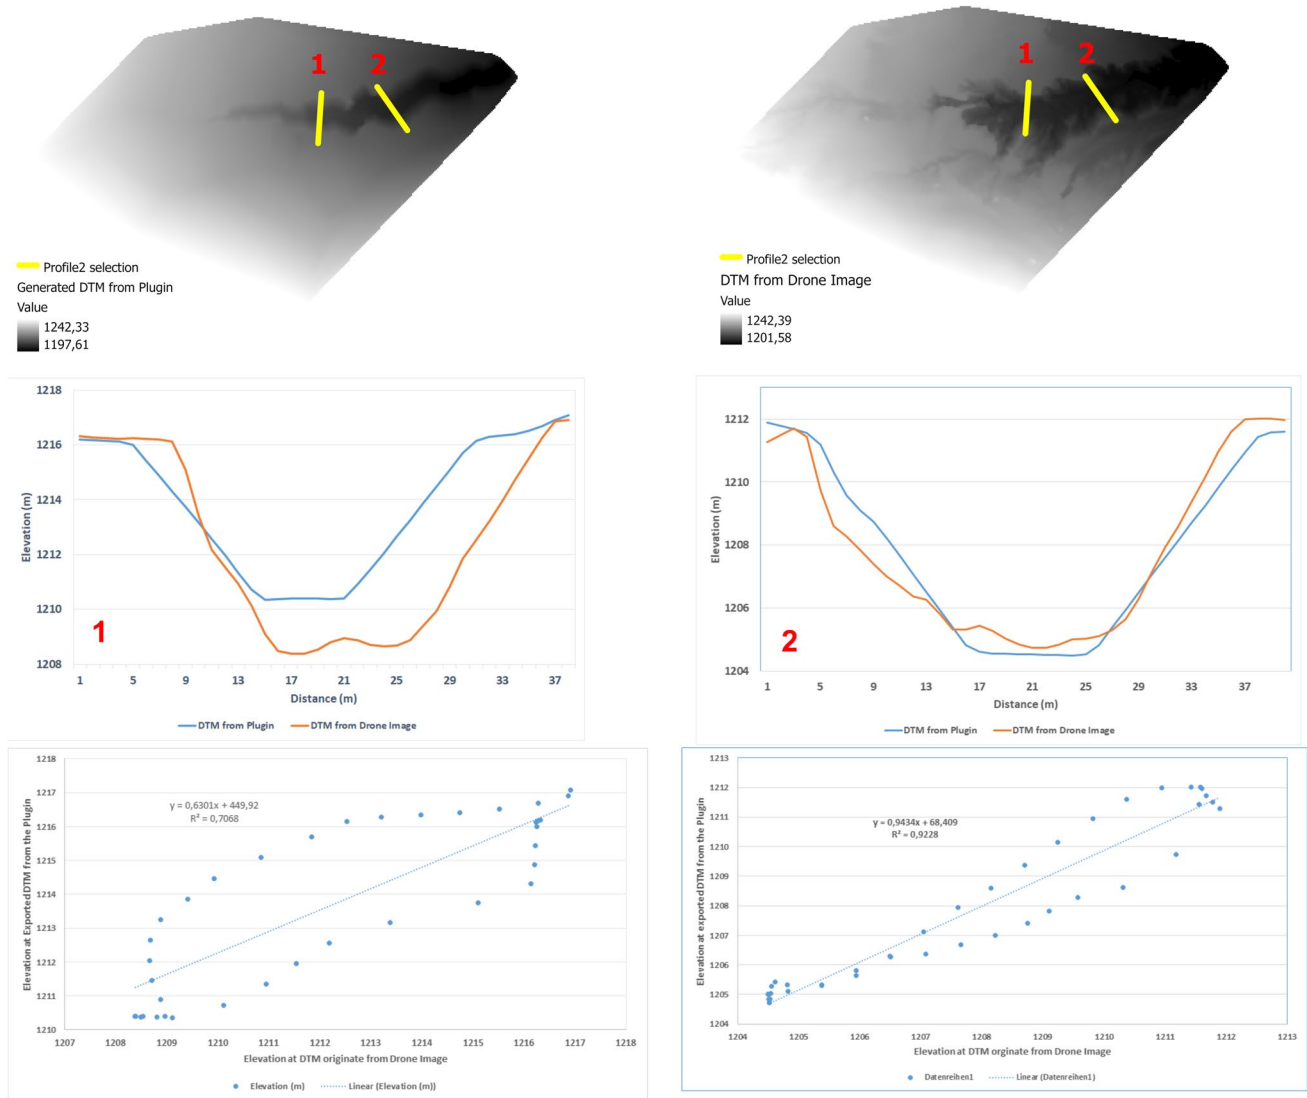 1
2
Profile2 selection
Generated DTM from Plugin
Value
1242,33
1197,61
1
2
Profile2 selection
DTM from Drone Image
Value
1242,39
1201,58
1218
1216
1214
1212
1210
1208
Elevation (m)
1
1 5 9 13 17 21 25 29 33 37
Distance (m)
DTM from Plugin DTM from Drone Image
1212
1210
1208
1206
1204
Elevation (m)
2
1 5 9 13 17 21 25 29 33 37
Distance (m)
DTM from Plugin DTM from Drone Image
1218
1217
1216
1215
1214
1213
1212
1211
1210
Elevation at Exported DTM from the Plugin
y = 0,6301x + 449,92
R² = 0,7068
1207 1208 1209 1210 1211 1212 1213 1214 1215 1216 1217 1218
Elevation at DTM originate from Drone Image
Elevation (m) Linear (Elevation (m))
1213
1212
1211
1210
1209
1208
1207
1206
1205
1204
Elevation at exported DTM from the Plugin
y = 0,9434x + 68,409
R² = 0,9228
1204 1205 1206 1207 1208 1209 1210 1211 1212 1213
Elevation at DTM orginate from Drone Image
Datenreihen1 Linear (Datenreihen1)